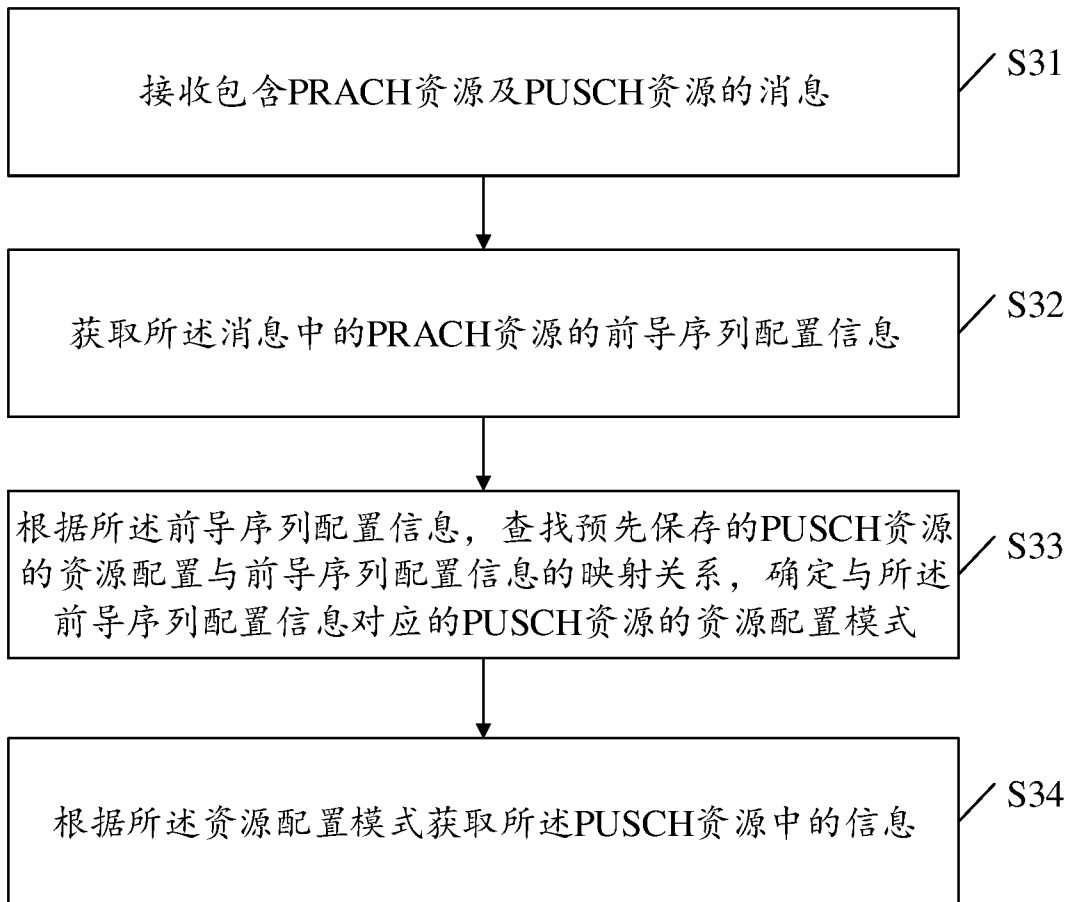 接收包含PRACH资源及PUSCH资源的消息
S31
获取所述消息中的PRACH资源的前导序列配置信息
S32
根据所述前导序列配置信息，查找预先保存的PUSCH资源
的资源配置与前导序列配置信息的映射关系，确定与所述
前导序列配置信息对应的PUSCH资源的资源配置模式
S33
根据所述资源配置模式获取所述PUSCH资源中的信息
S34